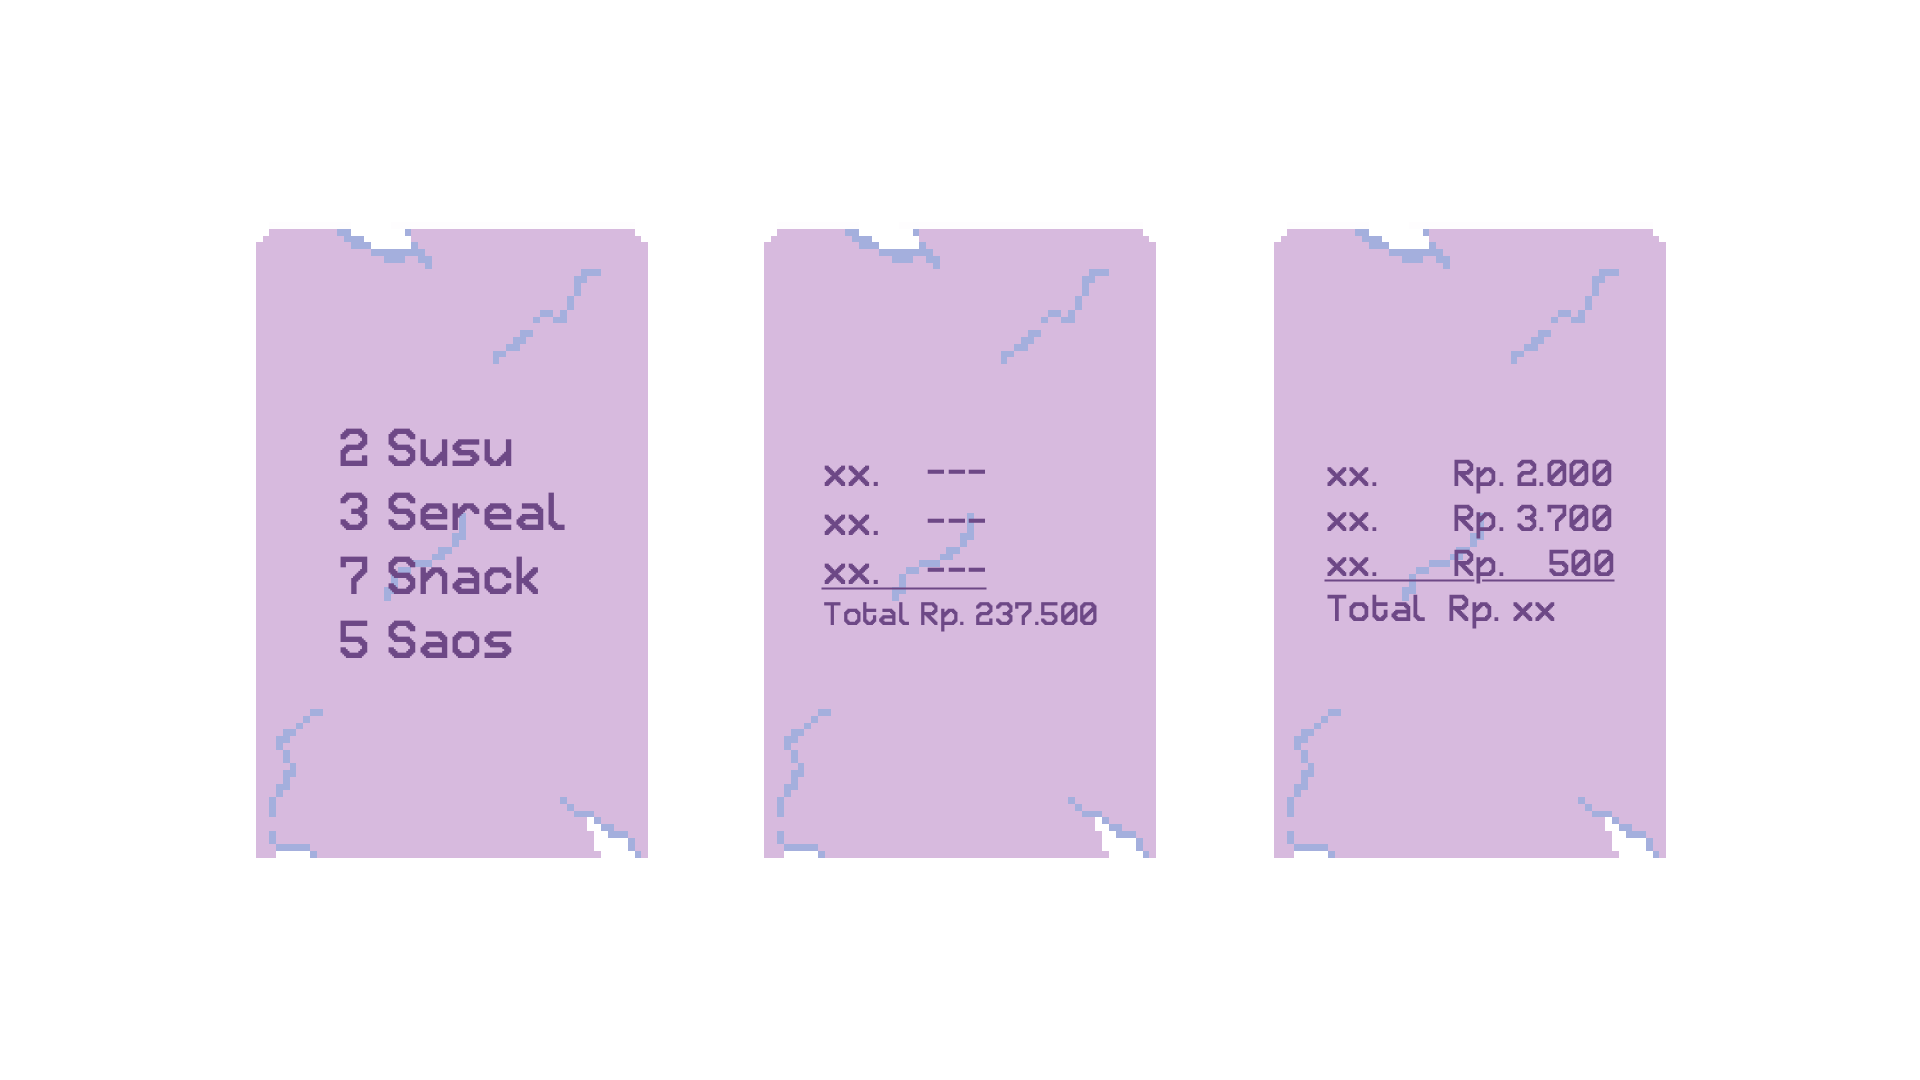 2 Susu
3 Sereal
7 Snack
5 Saos
xx. ---
xx. ---
xx. ---
Total Rp. 237.500
xx. Rp. 2.000
xx. Rp. 3.700
xx. Rp. 500
Total Rp. xx